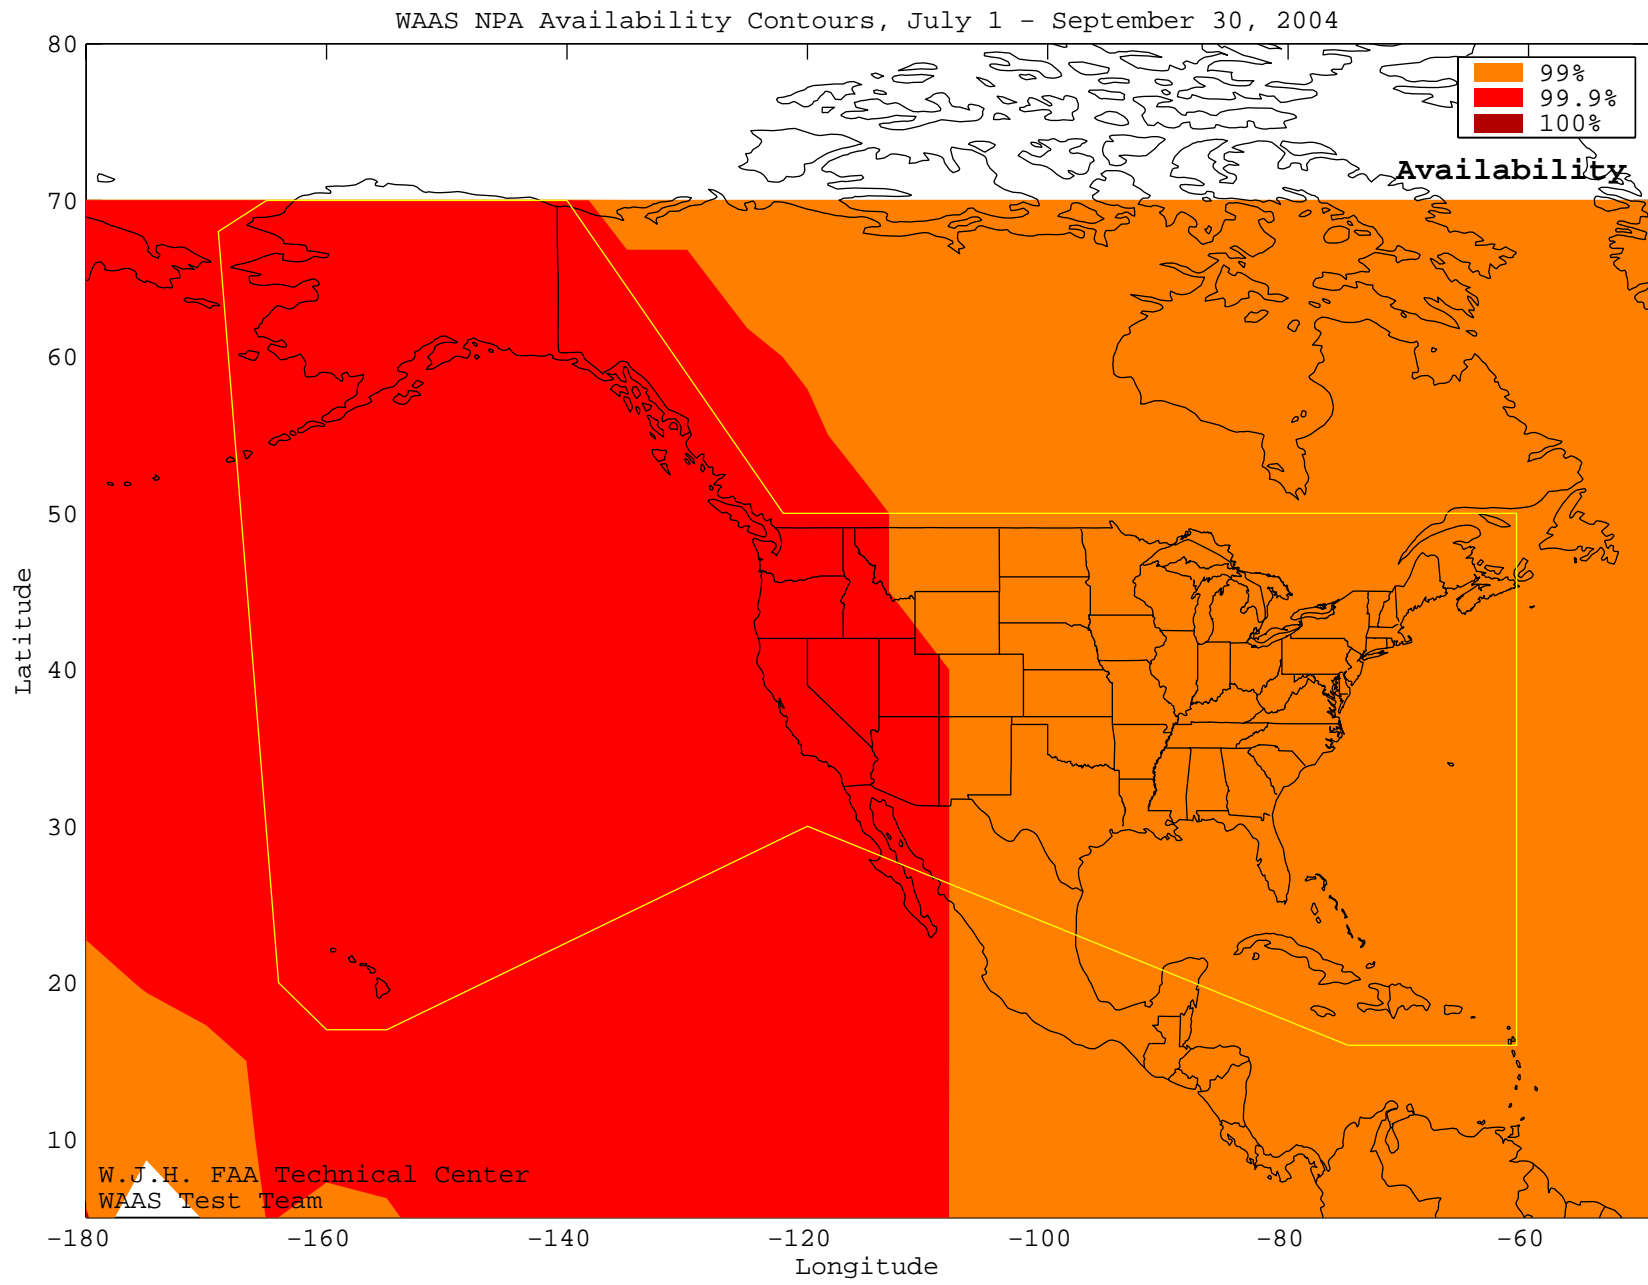 WAAS NPA Availability Contours, July 1 - September 30, 2004
80
70
60
50
40
30
20
10
Latitude
99%
99.9%
100%
Availability
W.J.H. FAA Technical Center
WAAS Test Team
-180 -160 -140 -120 -100 -80 -60
Longitude